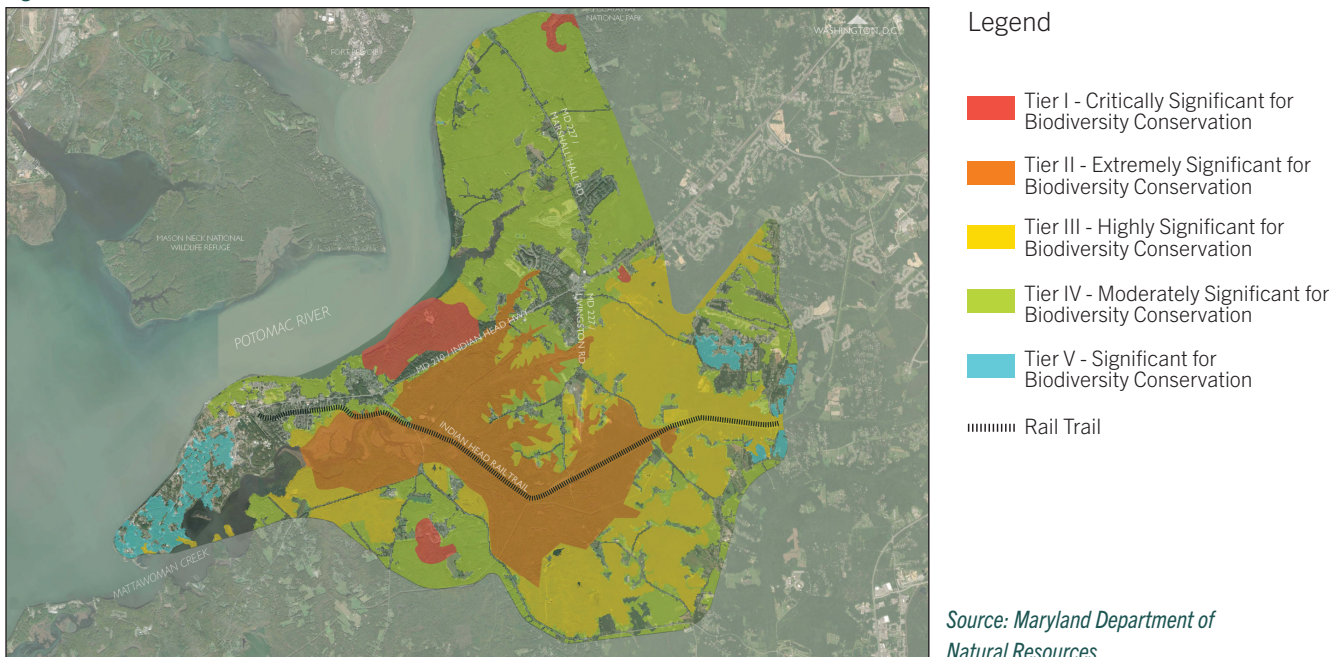 NATIONAL PARK
WASHINGTON, D.C.
FORT BELVOIR
MD 227 /
MARSHALL HALL RD
MASON NECK NATIONAL
WILDLIFE REFUGE
POTOMAC RIVER
MD 210 / INDIAN HEAD HWY
MD 227 /
LIVINGSTON RD
INDIAN HEAD RAIL TRAIL
MATTAWOMAN CREEK
Legend
Tier I - Critically Significant for
Biodiversity Conservation
Tier II - Extremely Significant for
Biodiversity Conservation
Tier III - Highly Significant for
Biodiversity Conservation
Tier IV - Moderately Significant for
Biodiversity Conservation
Tier V - Significant for
Biodiversity Conservation
Rail Trail
Source: Maryland Department of
Natural Resources